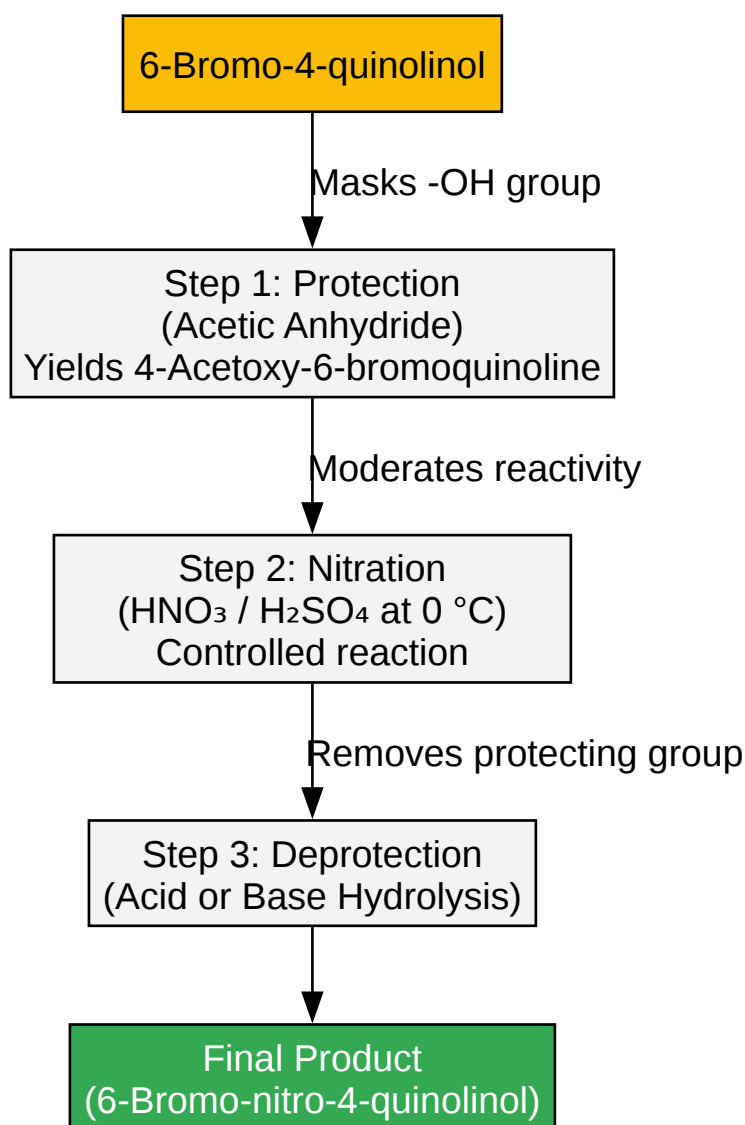 6-Bromo-4-quinolinol
Masks -OH group
Step 1: Protection
(Acetic Anhydride)
Yields 4-Acetoxy-6-bromoquinoline
Moderates reactivity
Step 2: Nitration
(HNO₃ / H₂SO₄ at 0 °C)
Controlled reaction
Removes protecting group
Step 3: Deprotection
(Acid or Base Hydrolysis)
Final Product
(6-Bromo-nitro-4-quinolinol)